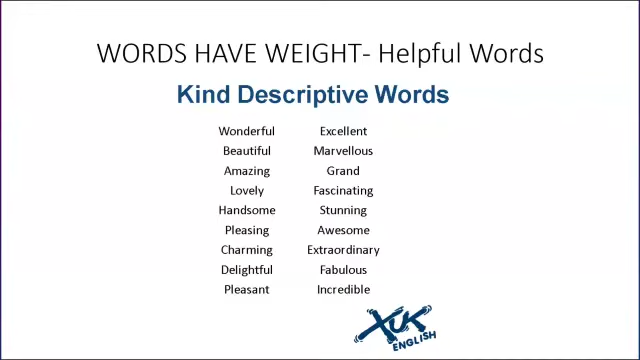 WORDS HAVE WEIGHT- Helpful Words
Kind Descriptive Words
Wonderful Excellent
Beautiful Marvellous
Amazing Grand
Lovely Fascinating
Handsome Stunning
Pleasing Awesome
Charming Extraordinary
Delightful Fabulous
Pleasant Incredible
XUK
ENGLISH